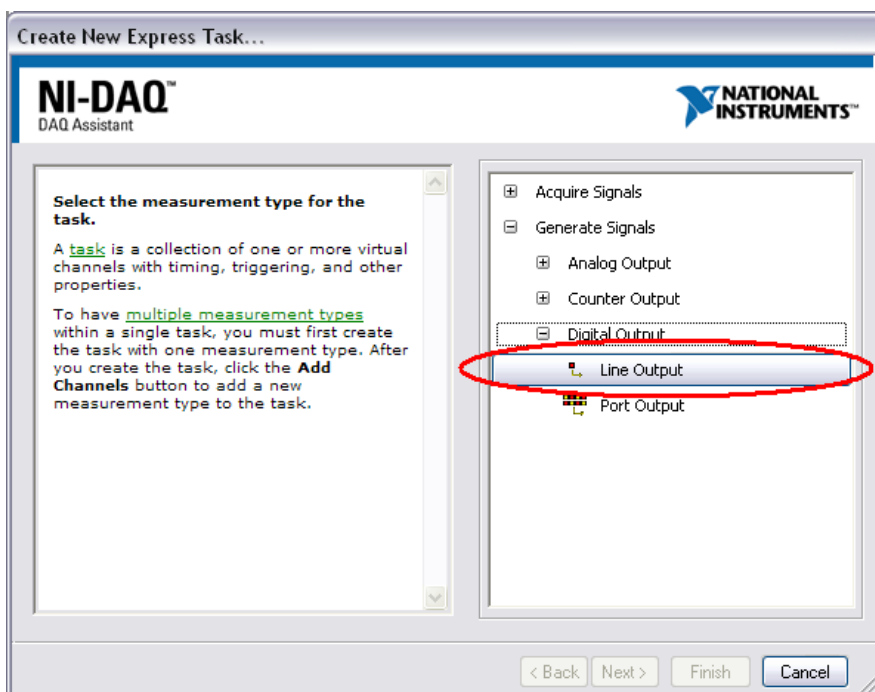 Create New Express Task...
NI-DAQ™
DAQ Assistant
NATIONAL
INSTRUMENTS™
Select the measurement type for the
task.
A task is a collection of one or more virtual
channels with timing, triggering, and other
properties.
To have multiple measurement types
within a single task, you must first create
the task with one measurement type. After
you create the task, click the Add
Channels button to add a new
measurement type to the task.
Acquire Signals
Generate Signals
Analog Output
Counter Output
Digital Output
Line Output
Port Output
< Back
Next >
Finish
Cancel